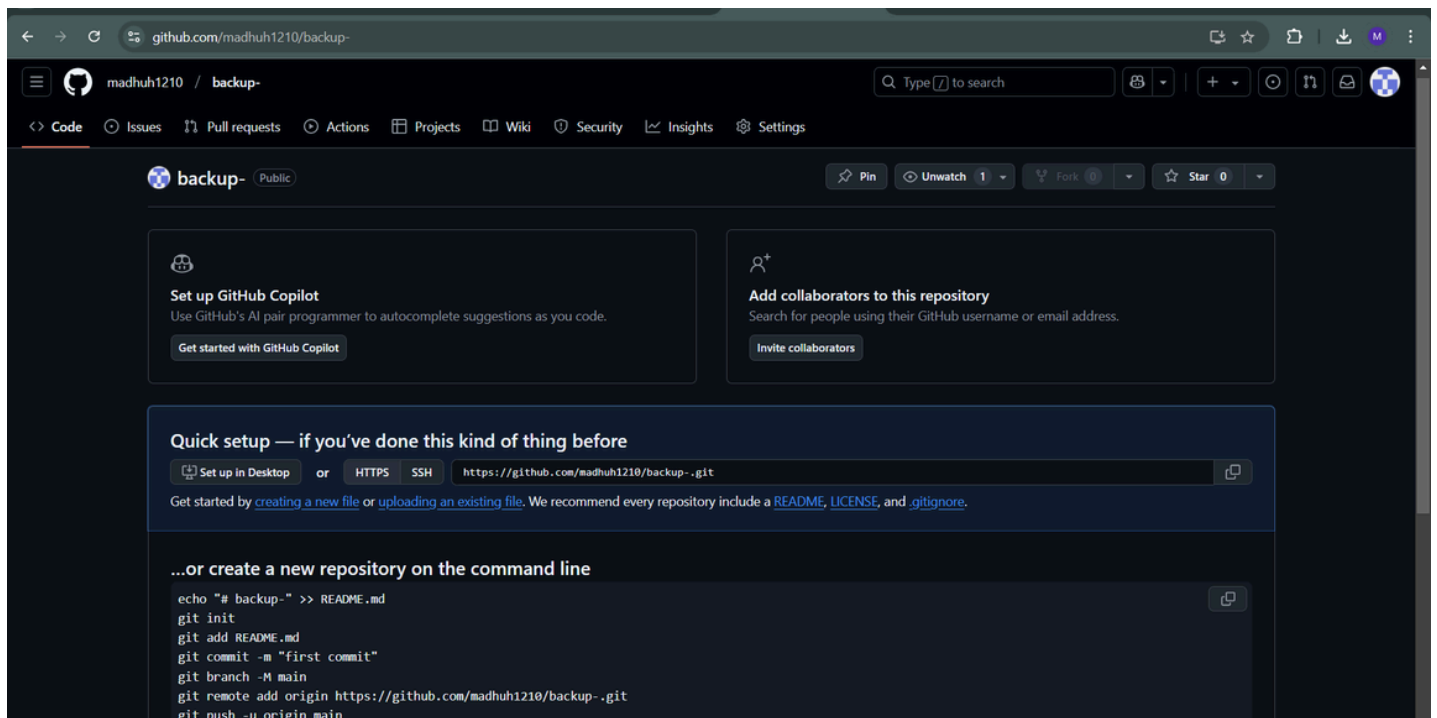 github.com/madhuh1210/backup-
M
madhuh1210 / backup-
Type / to search
Code Issues Pull requests Actions Projects Wiki Security Insights Settings
backup- Public
Pin Unwatch 1 Fork 0 Star 0
Set up GitHub Copilot
Use GitHub's AI pair programmer to autocomplete suggestions as you code.
Get started with GitHub Copilot
Add collaborators to this repository
Search for people using their GitHub username or email address.
Invite collaborators
Quick setup — if you've done this kind of thing before
Set up in Desktop or HTTPS SSH https://github.com/madhuh1210/backup-.git
Get started by creating a new file or uploading an existing file. We recommend every repository include a README, LICENSE, and .gitignore.
...or create a new repository on the command line
echo "# backup-" >> README.md
git init
git add README.md
git commit -m "first commit"
git branch -M main
git remote add origin https://github.com/madhuh1210/backup-.git
git push -u origin main